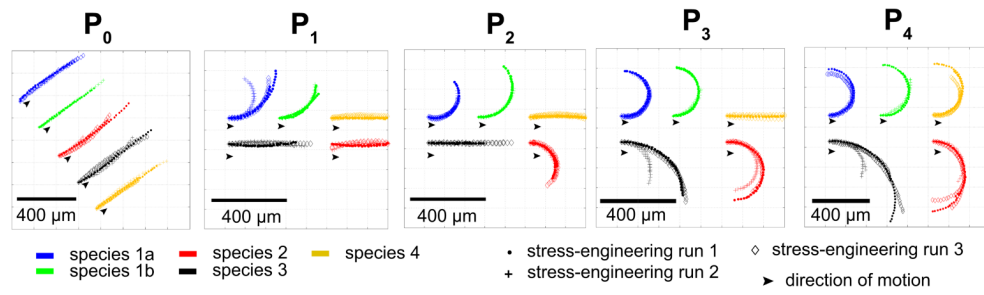 P0 P1 P2 P3 P4
400 µm 400 µm 400 µm 400 µm 400 µm
species 1a species 2 species 4 • stress-engineering run 1 ◊ stress-engineering run 3
species 1b species 3 + stress-engineering run 2 ➤ direction of motion